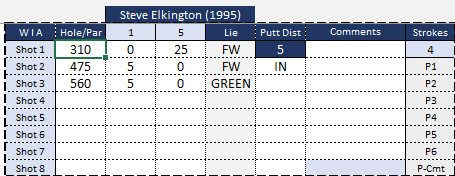 Steve Elkington (1995)
W I A Hole/Par 1 5 Lie Putt Dist Comments Strokes
Shot 1 310 0 25 FW 5 4
Shot 2 475 5 0 FW IN P1
Shot 3 560 5 0 GREEN P2
Shot 4 P3
Shot 5 P4
Shot 6 P5
Shot 7 P6
Shot 8 P-Cmt